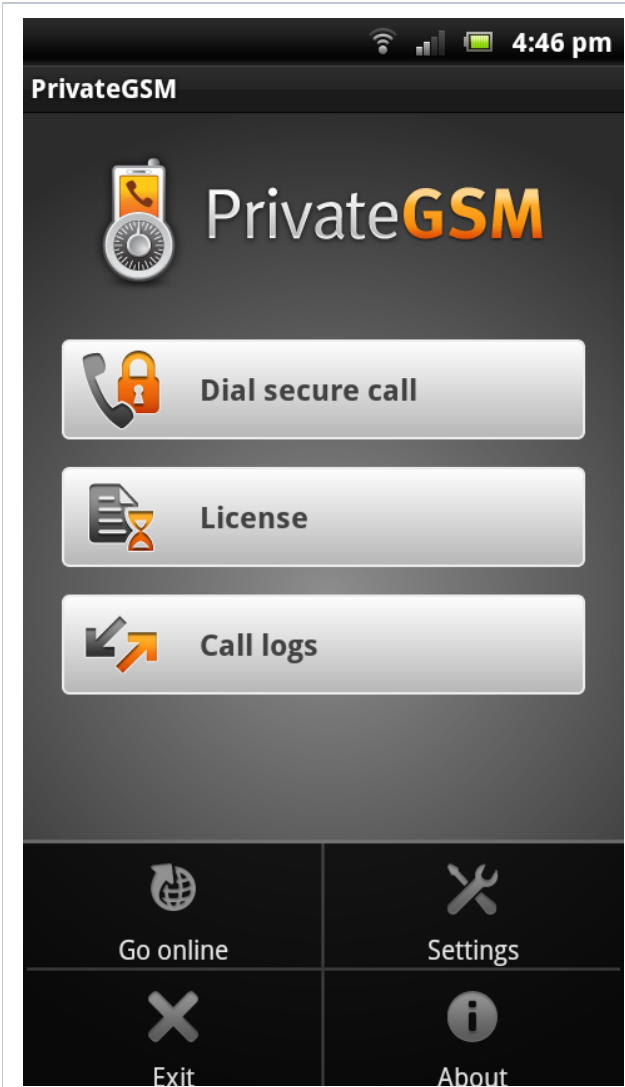 4:46 pm
PrivateGSM
PrivateGSM
Dial secure call
License
Call logs
Go online
Settings
Exit
About